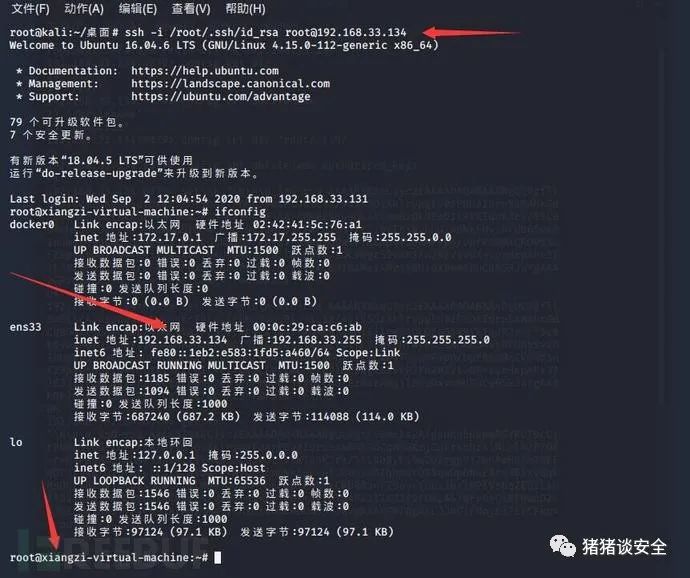 文件(F) 动作(A) 编辑(E) 查看(V) 帮助(H)
root@kali:~/桌面# ssh -i /root/.ssh/id_rsa root@192.168.33.134
Welcome to Ubuntu 16.04.6 LTS (GNU/Linux 4.15.0-112-generic x86_64)
* Documentation: https://help.ubuntu.com
* Management: https://landscape.canonical.com
* Support: https://ubuntu.com/advantage
79 个可升级软件包。
7 个安全更新。
有新版本“18.04.5 LTS”可供使用
运行“do-release-upgrade”来升级到新版本。
Last login: Wed Sep 2 12:04:54 2020 from 192.168.33.131
root@xiangzi-virtual-machine:~# ifconfig
docker0 Link encap:以太网 硬件地址 02:42:41:5c:76:a1
inet 地址:172.17.0.1 广播:172.17.255.255 掩码:255.255.0.0
UP BROADCAST MULTICAST MTU:1500 跃点数:1
接收数据包:0 错误:0 丢弃:0 过载:0 帧数:0
发送数据包:0 错误:0 丢弃:0 过载:0 载波:0
碰撞:0 发送队列长度:0
接收字节:0 (0.0 B) 发送字节:0 (0.0 B)
ens33 Link encap:以太网 硬件地址 00:0c:29:ca:c6:ab
inet 地址:192.168.33.134 广播:192.168.33.255 掩码:255.255.255.0
inet6 地址: fe80::1eb2:e583:1fd5:a460/64 Scope:Link
UP BROADCAST RUNNING MULTICAST MTU:1500 跃点数:1
接收数据包:1185 错误:0 丢弃:0 过载:0 帧数:0
发送数据包:1094 错误:0 丢弃:0 过载:0 载波:0
碰撞:0 发送队列长度:1000
接收字节:687240 (687.2 KB) 发送字节:114088 (114.0 KB)
lo Link encap:本地环回
inet 地址:127.0.0.1 掩码:255.0.0.0
inet6 地址: ::1/128 Scope:Host
UP LOOPBACK RUNNING MTU:65536 跃点数:1
接收数据包:1546 错误:0 丢弃:0 过载:0 帧数:0
发送数据包:1546 错误:0 丢弃:0 过载:0 载波:0
碰撞:0 发送队列长度:1000
接收字节:97124 (97.1 KB) 发送字节:97124 (97.1 KB)
root@xiangzi-virtual-machine:~#
REEBUF
猪猪谈安全